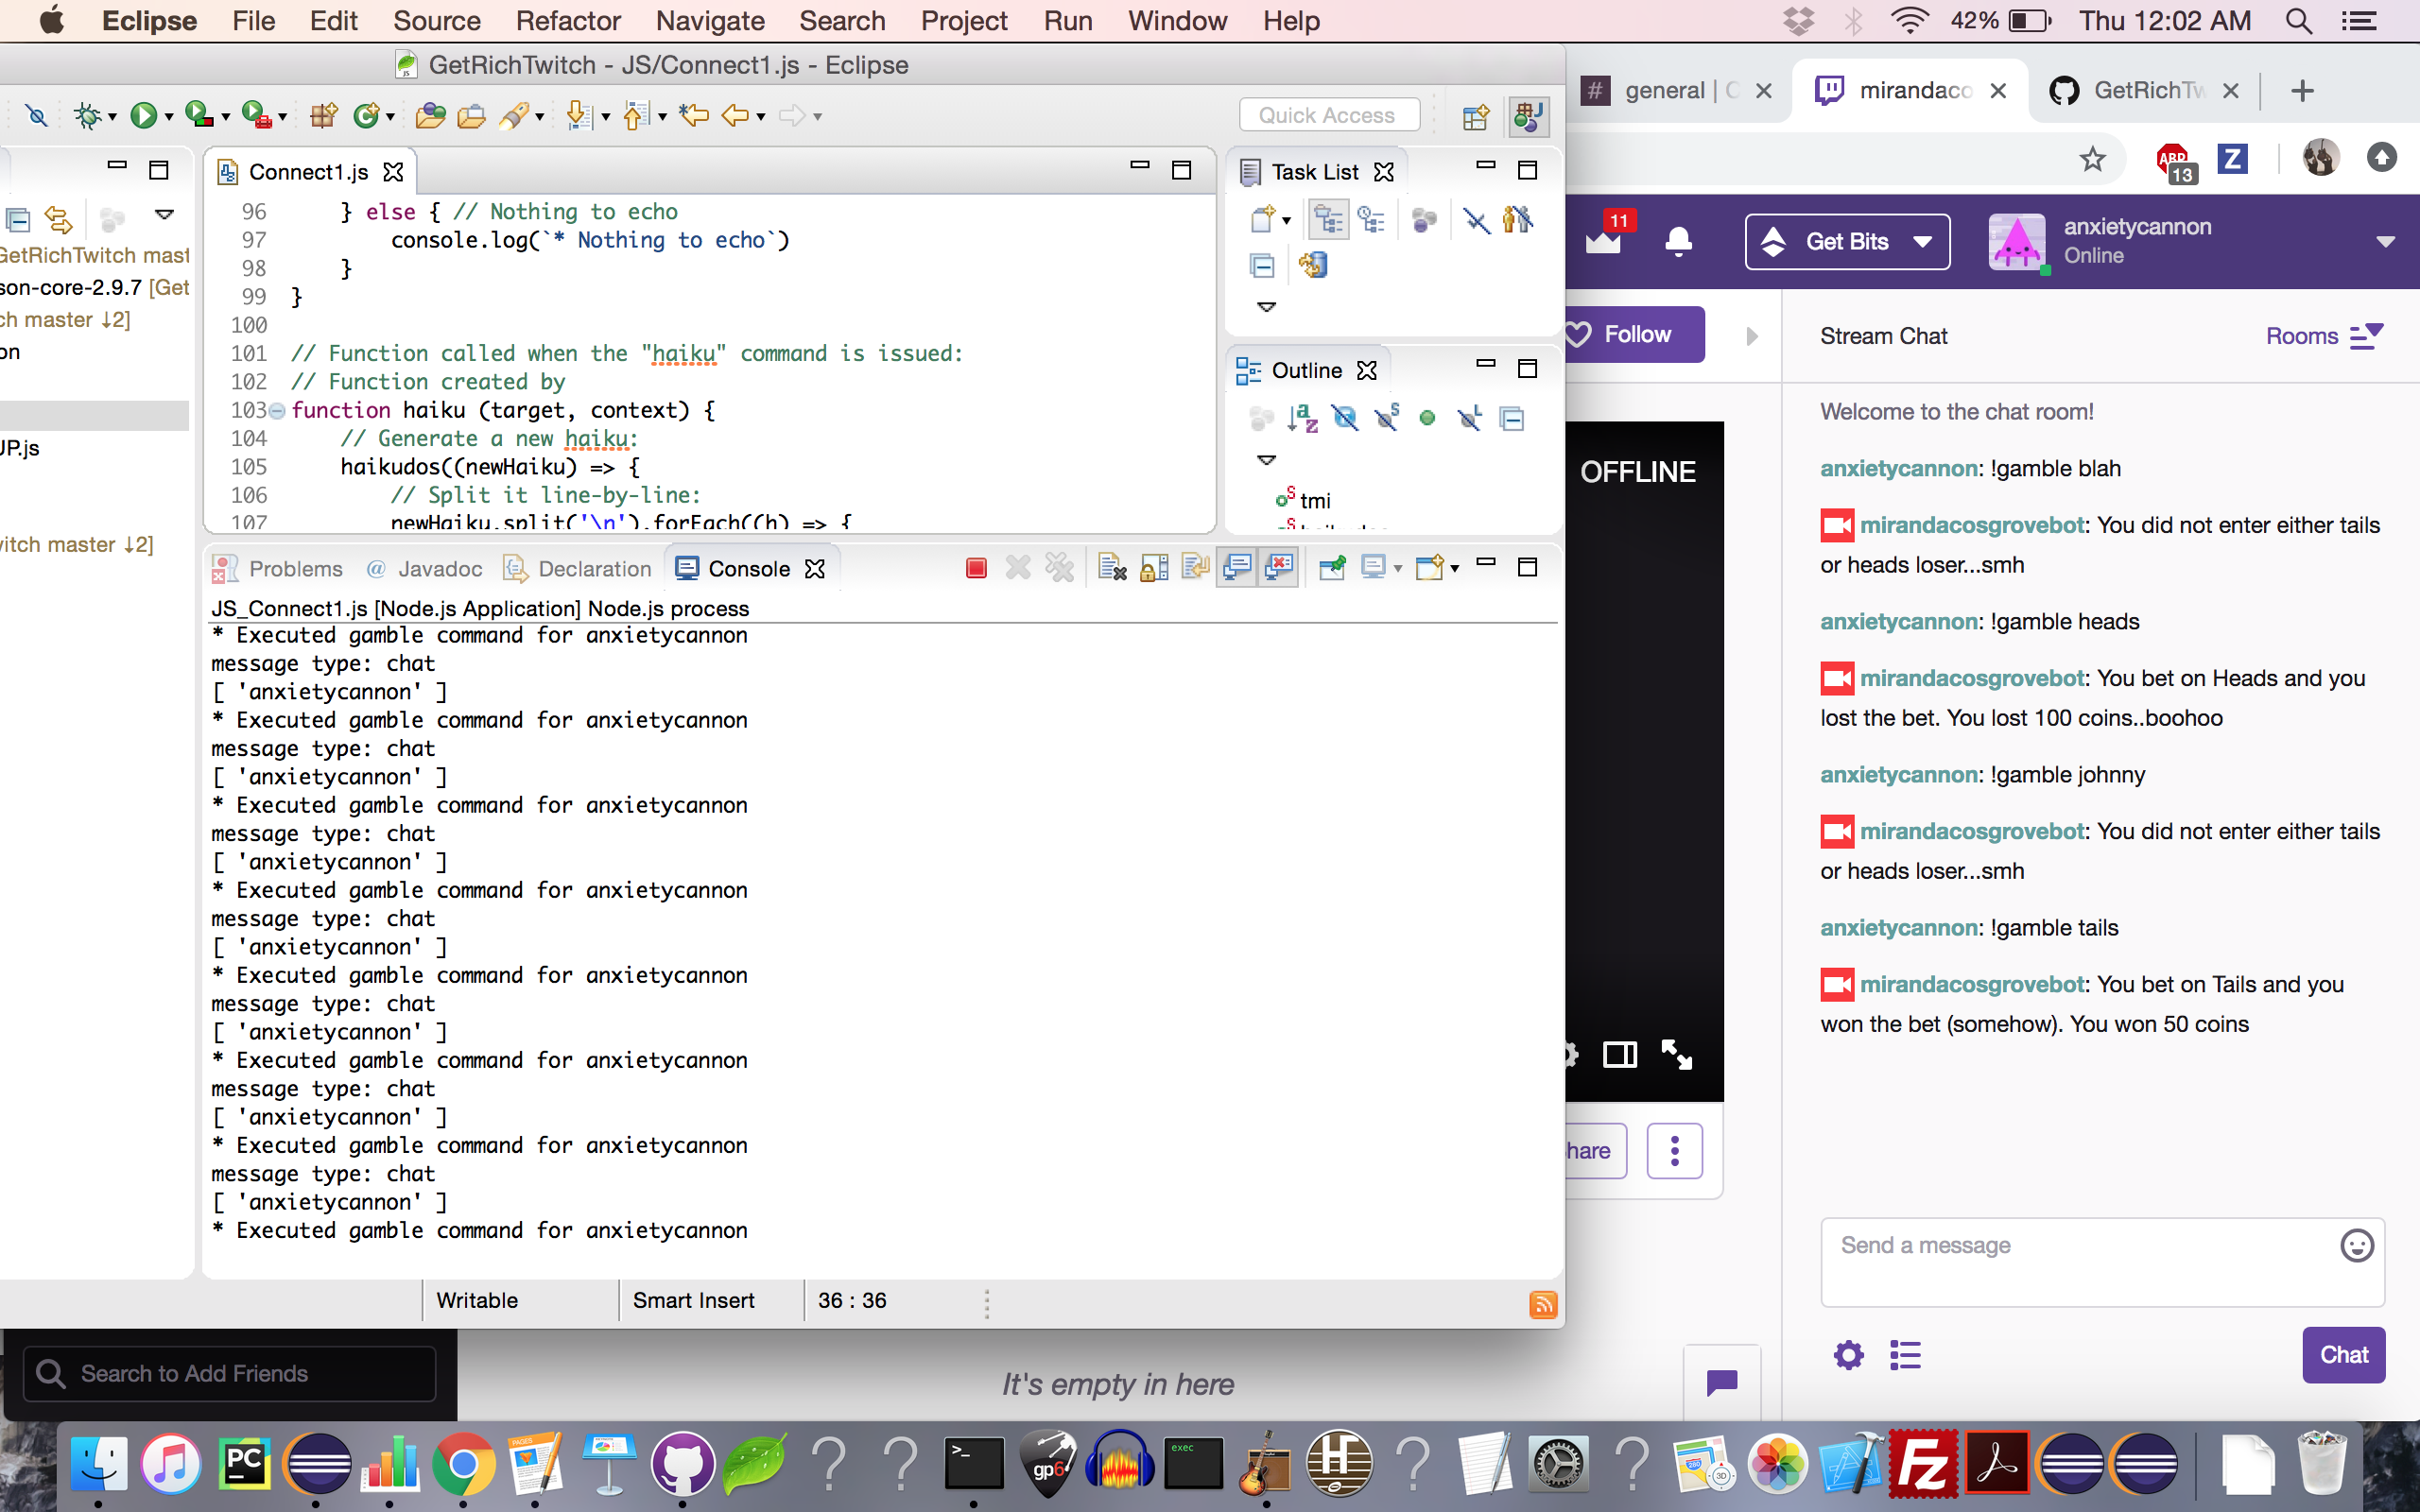 Eclipse File Edit Source Refactor Navigate Search Project Run Window Help 42% Thu 12:02 AM
GetRichTwitch - JS/Connect1.js - Eclipse
general | mirandaco GetRichTw
Quick Access
13
Connect1.js
Task List
GetRichTwitch mast
son-core-2.9.7 [Get
ch master ↓2]
on
JP.js
witch master ↓2]
96 } else { // Nothing to echo
97 console.log(`* Nothing to echo`)
98 }
99 }
100
101 // Function called when the "haiku" command is issued:
102 // Function created by
103 function haiku (target, context) {
104 // Generate a new haiku:
105 haikudos((newHaiku) => {
106 // Split it line-by-line:
107 newHaiku.split('\n').forEach((h) => {
Outline
tmi
Problems Javadoc Declaration Console
JS_Connect1.js [Node.js Application] Node.js process
* Executed gamble command for anxietycannon
message type: chat
[ 'anxietycannon' ]
* Executed gamble command for anxietycannon
message type: chat
[ 'anxietycannon' ]
* Executed gamble command for anxietycannon
message type: chat
[ 'anxietycannon' ]
* Executed gamble command for anxietycannon
message type: chat
[ 'anxietycannon' ]
* Executed gamble command for anxietycannon
message type: chat
[ 'anxietycannon' ]
* Executed gamble command for anxietycannon
message type: chat
[ 'anxietycannon' ]
* Executed gamble command for anxietycannon
message type: chat
[ 'anxietycannon' ]
* Executed gamble command for anxietycannon
Writable Smart Insert 36 : 36
11
Get Bits
anxietycannon
Online
Follow
OFFLINE
hare
Stream Chat Rooms
Welcome to the chat room!
anxietycannon: !gamble blah
mirandacosgrovebot: You did not enter either tails
or heads loser...smh
anxietycannon: !gamble heads
mirandacosgrovebot: You bet on Heads and you
lost the bet. You lost 100 coins..boohoo
anxietycannon: !gamble johnny
mirandacosgrovebot: You did not enter either tails
or heads loser...smh
anxietycannon: !gamble tails
mirandacosgrovebot: You bet on Tails and you
won the bet (somehow). You won 50 coins
Send a message
Chat
Search to Add Friends
It's empty in here
PC
PAGES
gp6
exec
Fz